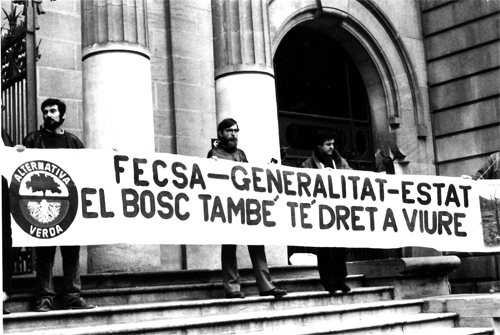 ALTERNATIVA
VERDA
FECSA-GENERALITAT-ESTAT
EL BOSC TAMBÉ TÉ DRET A VIURE